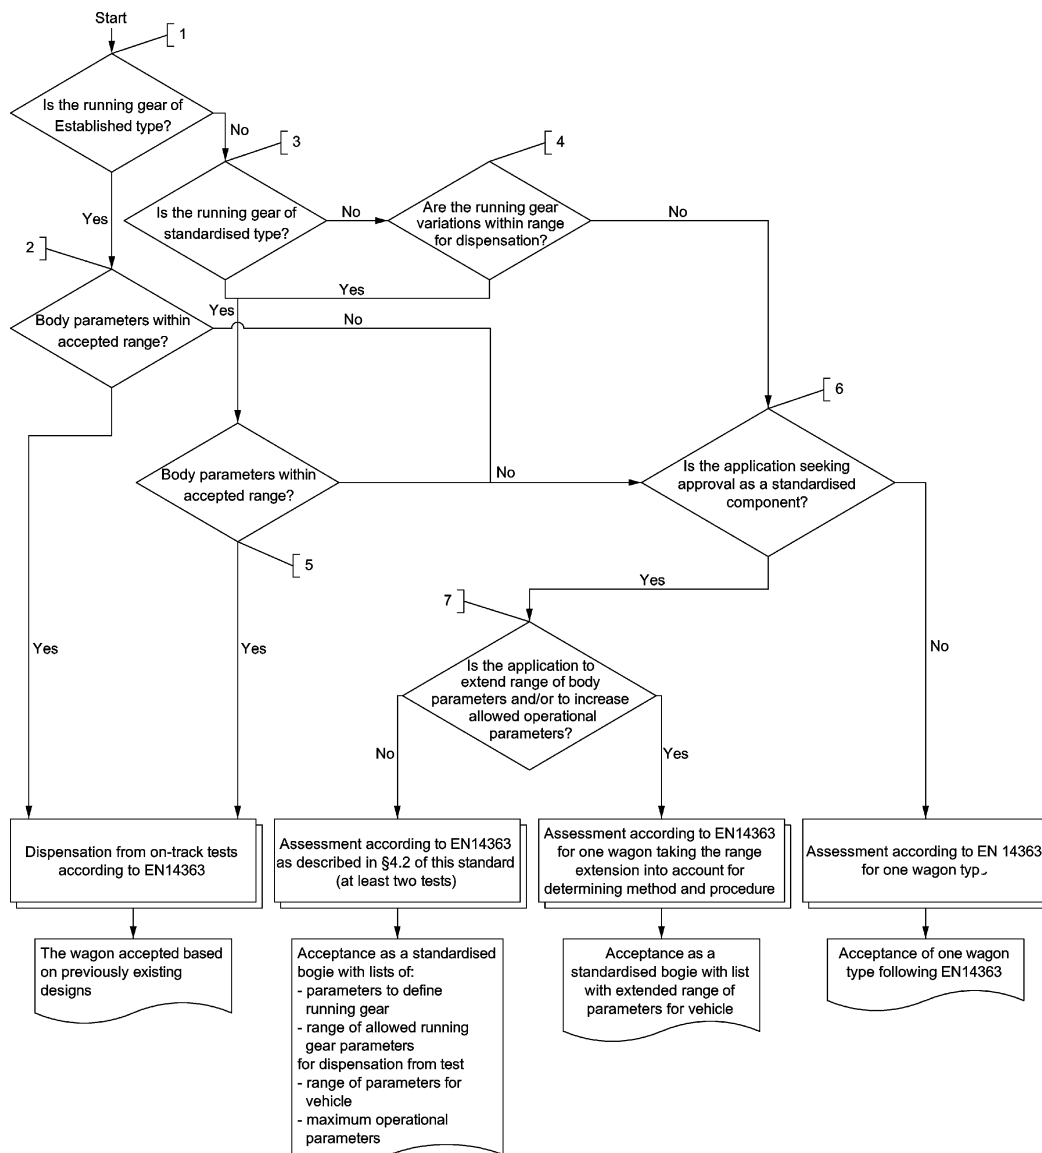 Start
1
Is the running gear of
Established type?
No
3
4
Is the running gear of
standardised type?
No
Are the running gear
variations within range
for dispensation?
No
Yes
2
Yes
Yes
Body parameters within
accepted range?
No
6
Body parameters within
accepted range?
No
Is the application seeking
approval as a standardised
component?
5
Yes
7
Yes
Yes
No
Is the application to
extend range of body
parameters and/or to increase
allowed operational
parameters?
No
Yes
Dispensation from on-track tests
according to EN14363
Assessment according to EN14363
as described in §4.2 of this standard
(at least two tests)
Assessment according to EN14363
for one wagon taking the range
extension into account for
determining method and procedure
Assessment according to EN 14363
for one wagon
The wagon accepted based
on previously existing
designs
Acceptance as a standardised
bogie with lists of:
- parameters to define
running gear
- range of allowed running
gear parameters
for dispensation from test
- range of parameters for
vehicle
- maximum operational
parameters
Acceptance as a
standardised bogie with list
with extended range of
parameters for vehicle
Acceptance of one wagon
type following EN14363